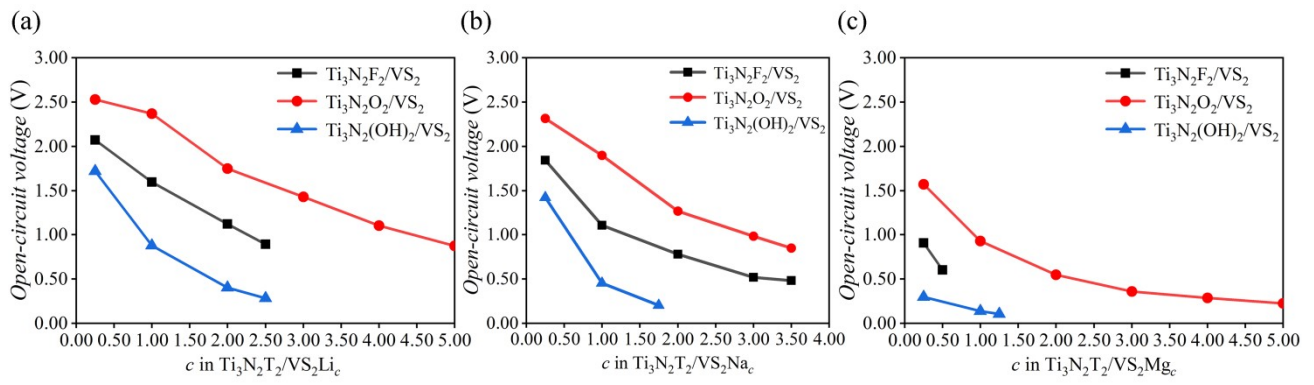 (a)
Open-circuit voltage (V)
3.00
2.50
2.00
1.50
1.00
0.50
0.00
Ti₃N₂F₂/VS₂
Ti₃N₂O₂/VS₂
Ti₃N₂(OH)₂/VS₂
0.00 0.50 1.00 1.50 2.00 2.50 3.00 3.50 4.00 4.50 5.00
c in Ti₃N₂T₂/VS₂Li꜀
(b)
Open-circuit voltage (V)
3.00
2.50
2.00
1.50
1.00
0.50
0.00
Ti₃N₂F₂/VS₂
Ti₃N₂O₂/VS₂
Ti₃N₂(OH)₂/VS₂
0.00 0.50 1.00 1.50 2.00 2.50 3.00 3.50 4.00
c in Ti₃N₂T₂/VS₂Na꜀
(c)
Open-circuit voltage (V)
3.00
2.50
2.00
1.50
1.00
0.50
0.00
Ti₃N₂F₂/VS₂
Ti₃N₂O₂/VS₂
Ti₃N₂(OH)₂/VS₂
0.00 0.50 1.00 1.50 2.00 2.50 3.00 3.50 4.00 4.50 5.00
c in Ti₃N₂T₂/VS₂Mg꜀